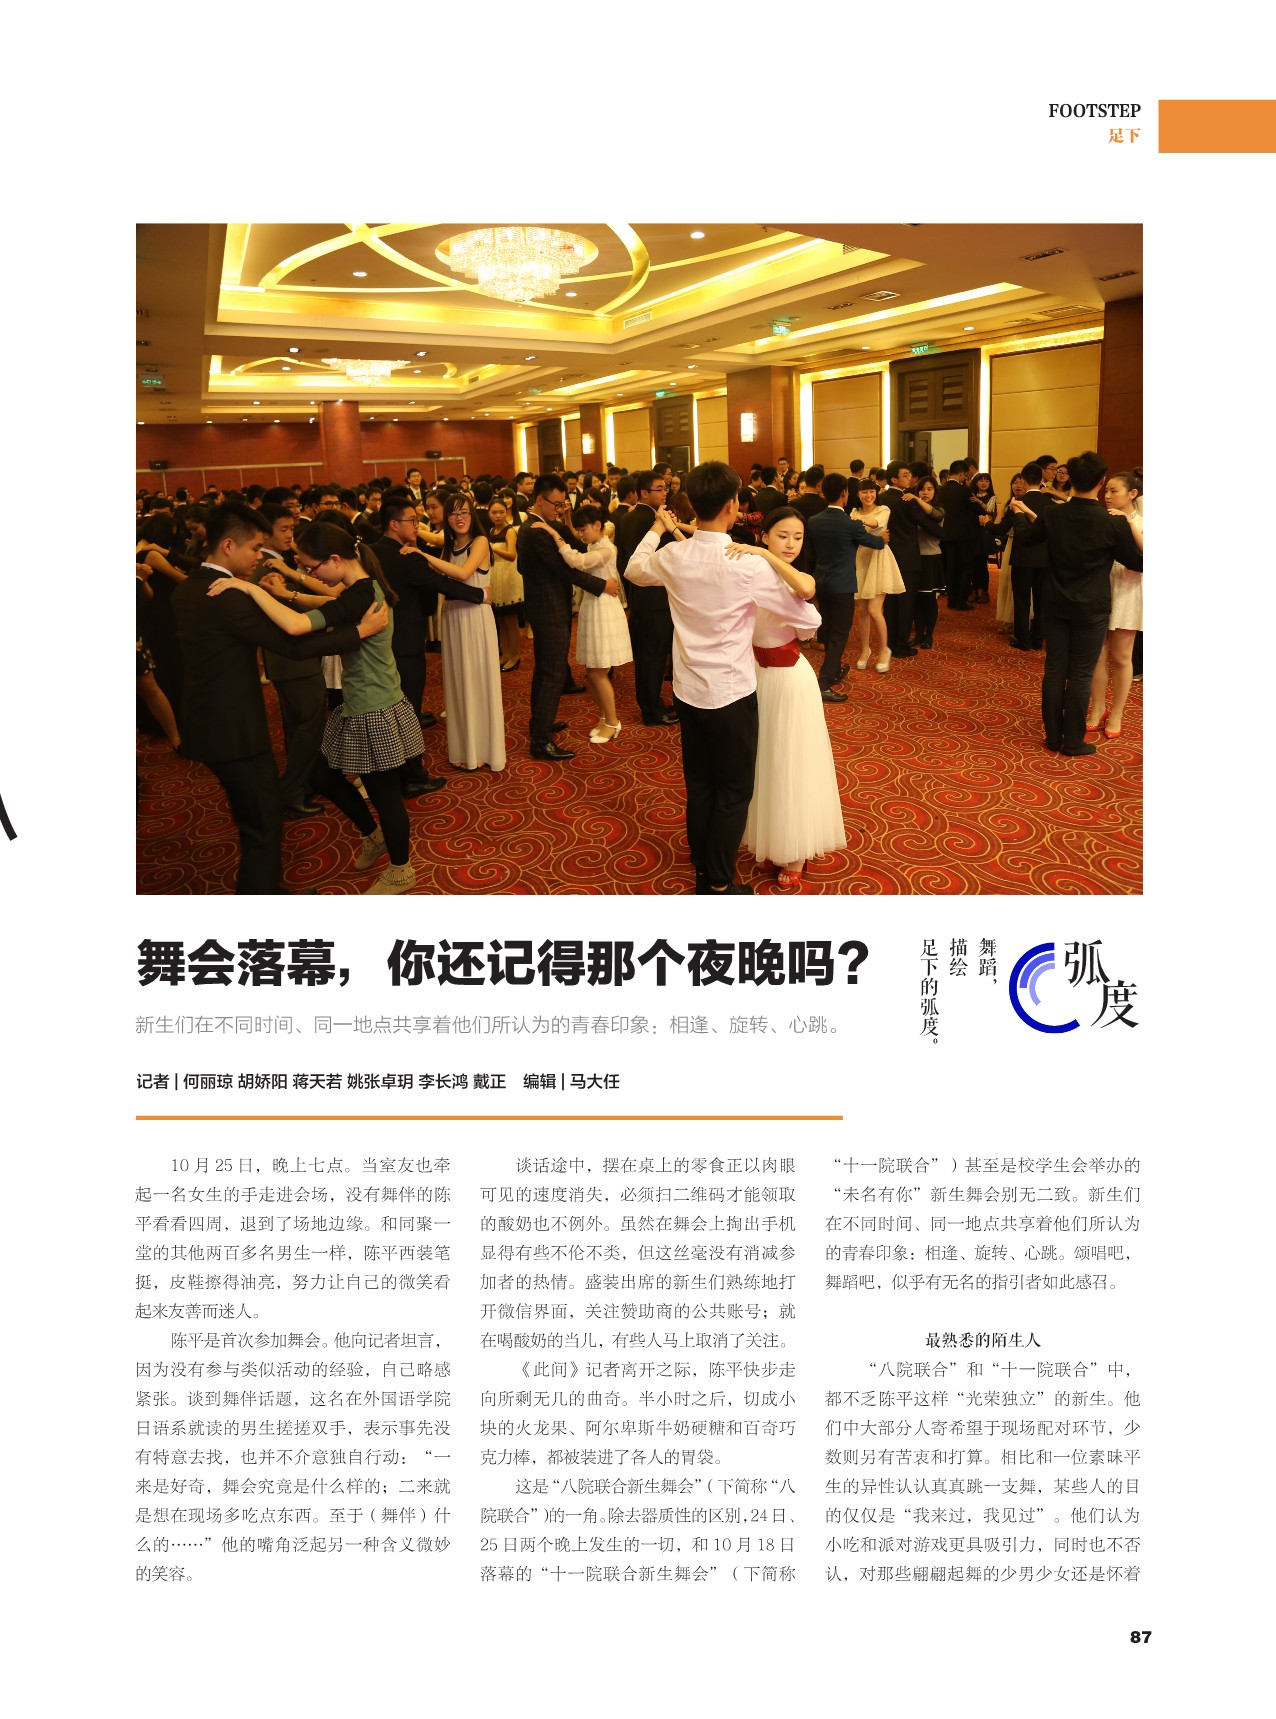 FOOTSTEP
足下
舞会落幕，你还记得那个夜晚吗？
新生们在不同时间、同一地点共享着他们所认为的青春印象：相逢、旋转、心跳。
记者 | 何丽琼 胡娇阳 蒋天若 姚张卓玥 李长鸿 戴正　编辑 | 马大任
舞蹈，
描绘
足下的弧度。
弧度
10 月 25 日，晚上七点。当室友也牵
起一名女生的手走进会场，没有舞伴的陈
平看看四周，退到了场地边缘。和同聚一
堂的其他两百多名男生一样，陈平西装笔
挺，皮鞋擦得油亮，努力让自己的微笑看
起来友善而迷人。
陈平是首次参加舞会。他向记者坦言，
因为没有参与类似活动的经验，自己略感
紧张。谈到舞伴话题，这名在外国语学院
日语系就读的男生搓搓双手，表示事先没
有特意去找，也并不介意独自行动：“一
来是好奇，舞会究竟是什么样的；二来就
是想在现场多吃点东西。至于（舞伴）什
么的……”他的嘴角泛起另一种含义微妙
的笑容。
谈话途中，摆在桌上的零食正以肉眼
可见的速度消失，必须扫二维码才能领取
的酸奶也不例外。虽然在舞会上掏出手机
显得有些不伦不类，但这丝毫没有消减参
加者的热情。盛装出席的新生们熟练地打
开微信界面，关注赞助商的公共账号；就
在喝酸奶的当儿，有些人马上取消了关注。
《此间》记者离开之际，陈平快步走
向所剩无几的曲奇。半小时之后，切成小
块的火龙果、阿尔卑斯牛奶硬糖和百奇巧
克力棒，都被装进了各人的胃袋。
这是“八院联合新生舞会”（下简称“八
院联合”）的一角。除去器质性的区别，24 日、
25 日两个晚上发生的一切，和 10 月 18 日
落幕的“十一院联合新生舞会”（下简称
“十一院联合”）甚至是校学生会举办的
“未名有你”新生舞会别无二致。新生们
在不同时间、同一地点共享着他们所认为
的青春印象：相逢、旋转、心跳。颂唱吧，
舞蹈吧，似乎有无名的指引者如此感召。
最熟悉的陌生人
“八院联合”和“十一院联合”中，
都不乏陈平这样“光荣独立”的新生。他
们中大部分人寄希望于现场配对环节，少
数则另有苦衷和打算。相比和一位素昧平
生的异性认认真真跳一支舞，某些人的目
的仅仅是“我来过，我见过”。他们认为
小吃和派对游戏更具吸引力，同时也不否
认，对那些翩翩起舞的少男少女还是怀着
87